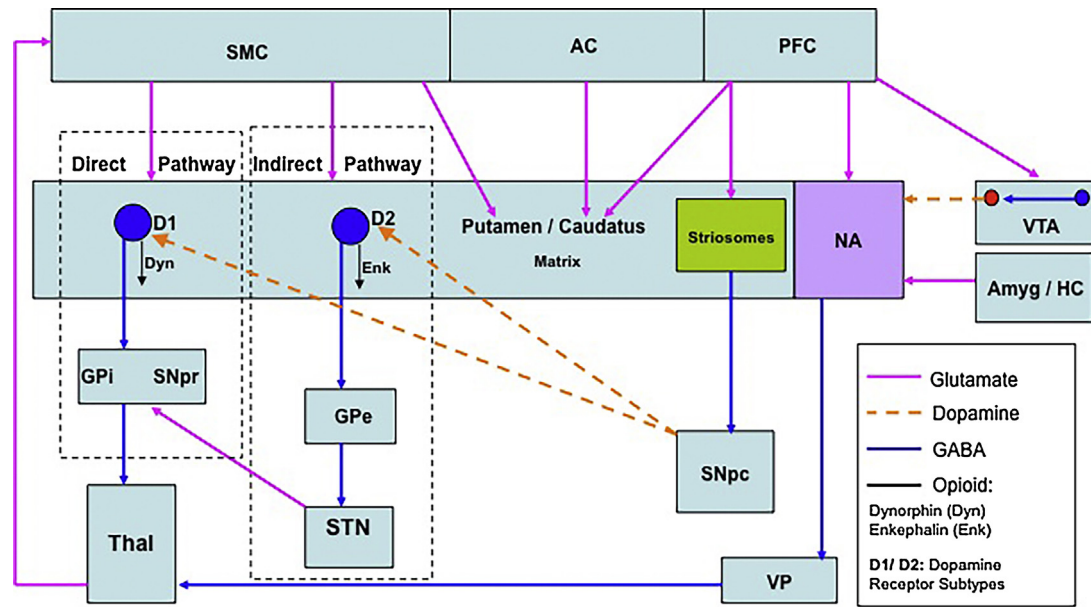 SMC
AC
PFC
Direct Pathway
Indirect Pathway
D1
D2
Dyn
Enk
Putamen / Caudatus
Matrix
Striosomes
NA
VTA
Amyg / HC
GPi SNpr
GPe
SNpc
STN
Thal
VP
Glutamate
Dopamine
GABA
Opioid:
Dynorphin (Dyn)
Enkephalin (Enk)
D1/ D2: Dopamine
Receptor Subtypes